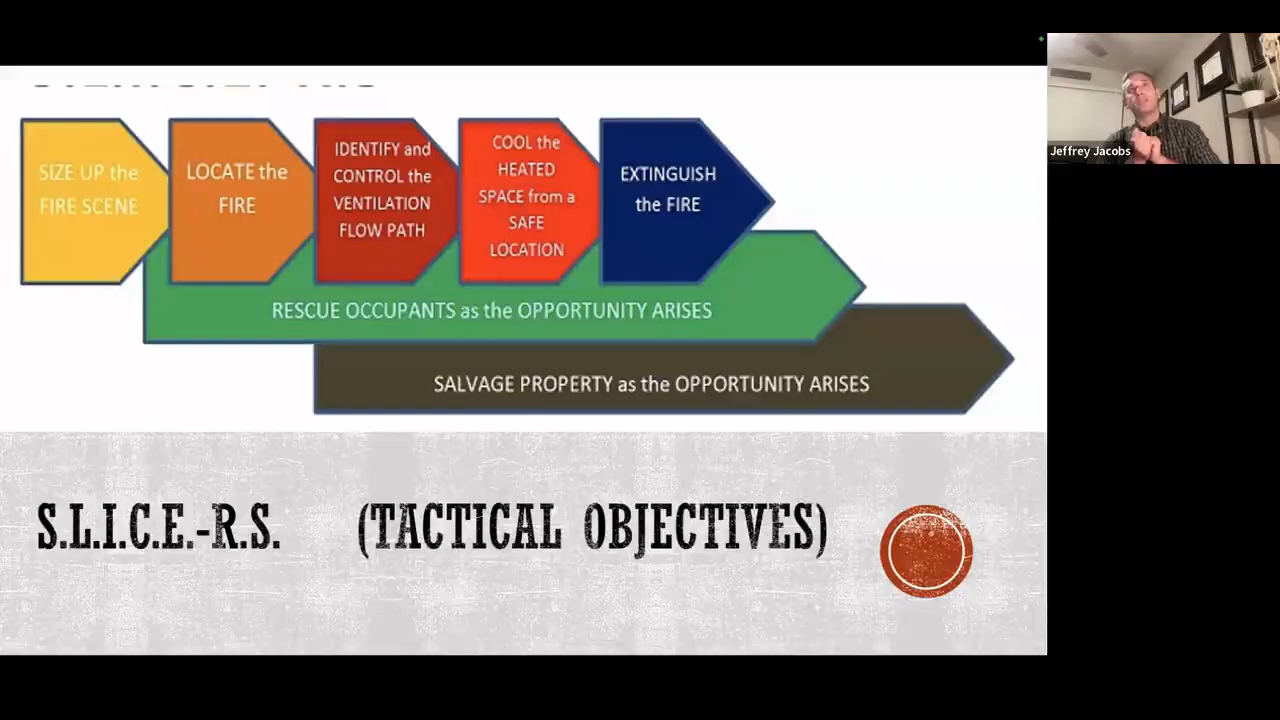 SIZE UP the
FIRE SCENE
LOCATE the
FIRE
IDENTIFY and
CONTROL the
VENTILATION
FLOW PATH
COOL the
HEATED
SPACE from a
SAFE
LOCATION
EXTINGUISH
the FIRE
RESCUE OCCUPANTS as the OPPORTUNITY ARISES
SALVAGE PROPERTY as the OPPORTUNITY ARISES
S.L.I.C.E.-R.S. (TACTICAL OBJECTIVES)
Jeffrey Jacobs